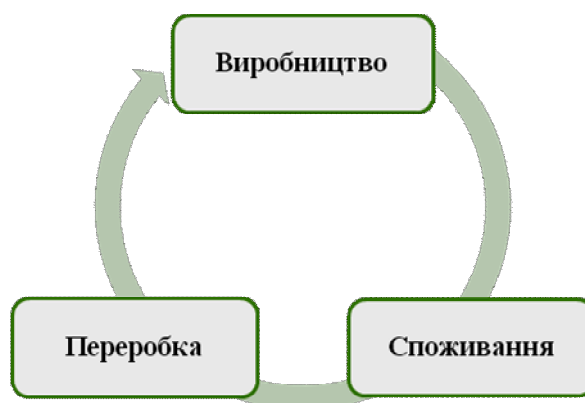 Виробництво
Переробка
Споживання